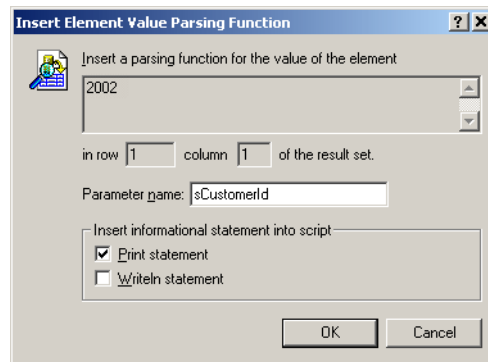 Insert Element Value Parsing Function
Insert a parsing function for the value of the element
2002
in row 1 column 1 of the result set.
Parameter name: sCustomerId
Insert informational statement into script
Print statement
Writeln statement
OK Cancel